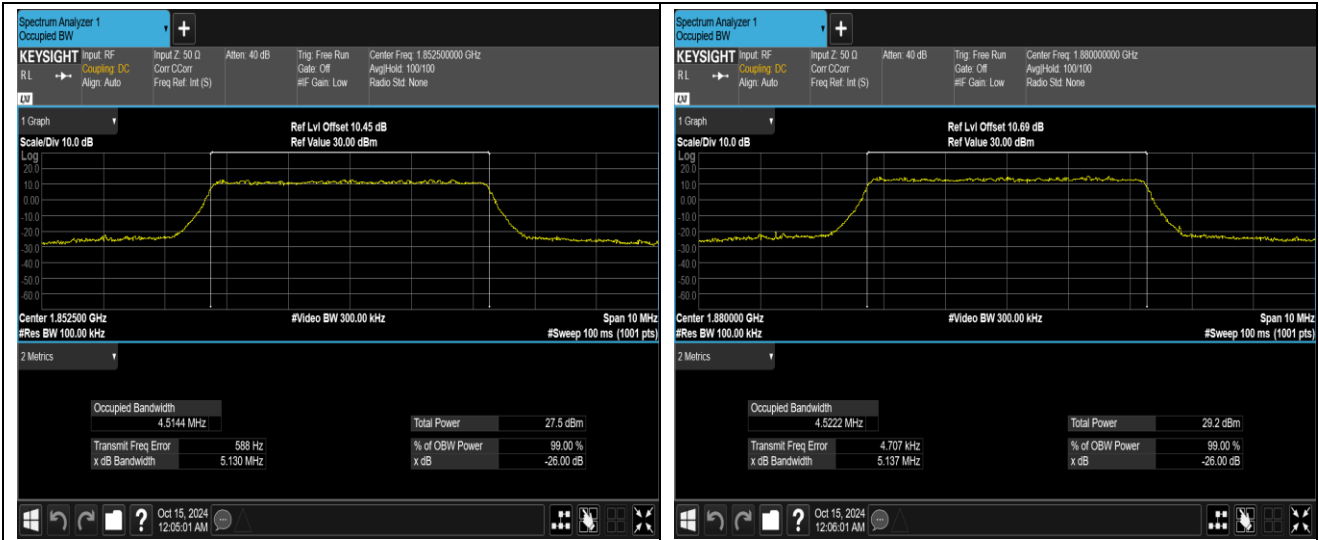 Spectrum Analyzer 1
Occupied BW
+
KEYSIGHT Input: RF Input Z: 50 Ω Atten: 40 dB Trig: Free Run Center Freq: 1.852500000 GHz
RL Coupling: DC Corr CCorr Gate: Off Avg|Hold: 100/100
Align: Auto Freq Ref: Int (S) #IF Gain: Low Radio Std: None
LXI
1 Graph
Ref Lvl Offset 10.45 dB
Scale/Div 10.0 dB Ref Value 30.00 dBm
Log
20.0
10.0
0.00
-10.0
-20.0
-30.0
-40.0
-50.0
-60.0
Center 1.852500 GHz #Video BW 300.00 kHz Span 10 MHz
#Res BW 100.00 kHz #Sweep 100 ms (1001 pts)
2 Metrics
Occupied Bandwidth
4.5144 MHz Total Power 27.5 dBm
Transmit Freq Error 588 Hz % of OBW Power 99.00 %
x dB Bandwidth 5.130 MHz x dB -26.00 dB
? Oct 15, 2024
12:05:01 AM
Spectrum Analyzer 1
Occupied BW
+
KEYSIGHT Input: RF Input Z: 50 Ω Atten: 40 dB Trig: Free Run Center Freq: 1.880000000 GHz
RL Coupling: DC Corr CCorr Gate: Off Avg|Hold: 100/100
Align: Auto Freq Ref: Int (S) #IF Gain: Low Radio Std: None
LXI
1 Graph
Ref Lvl Offset 10.69 dB
Scale/Div 10.0 dB Ref Value 30.00 dBm
Log
20.0
10.0
0.00
-10.0
-20.0
-30.0
-40.0
-50.0
-60.0
Center 1.880000 GHz #Video BW 300.00 kHz Span 10 MHz
#Res BW 100.00 kHz #Sweep 100 ms (1001 pts)
2 Metrics
Occupied Bandwidth
4.5222 MHz Total Power 29.2 dBm
Transmit Freq Error 4.707 kHz % of OBW Power 99.00 %
x dB Bandwidth 5.137 MHz x dB -26.00 dB
? Oct 15, 2024
12:06:01 AM